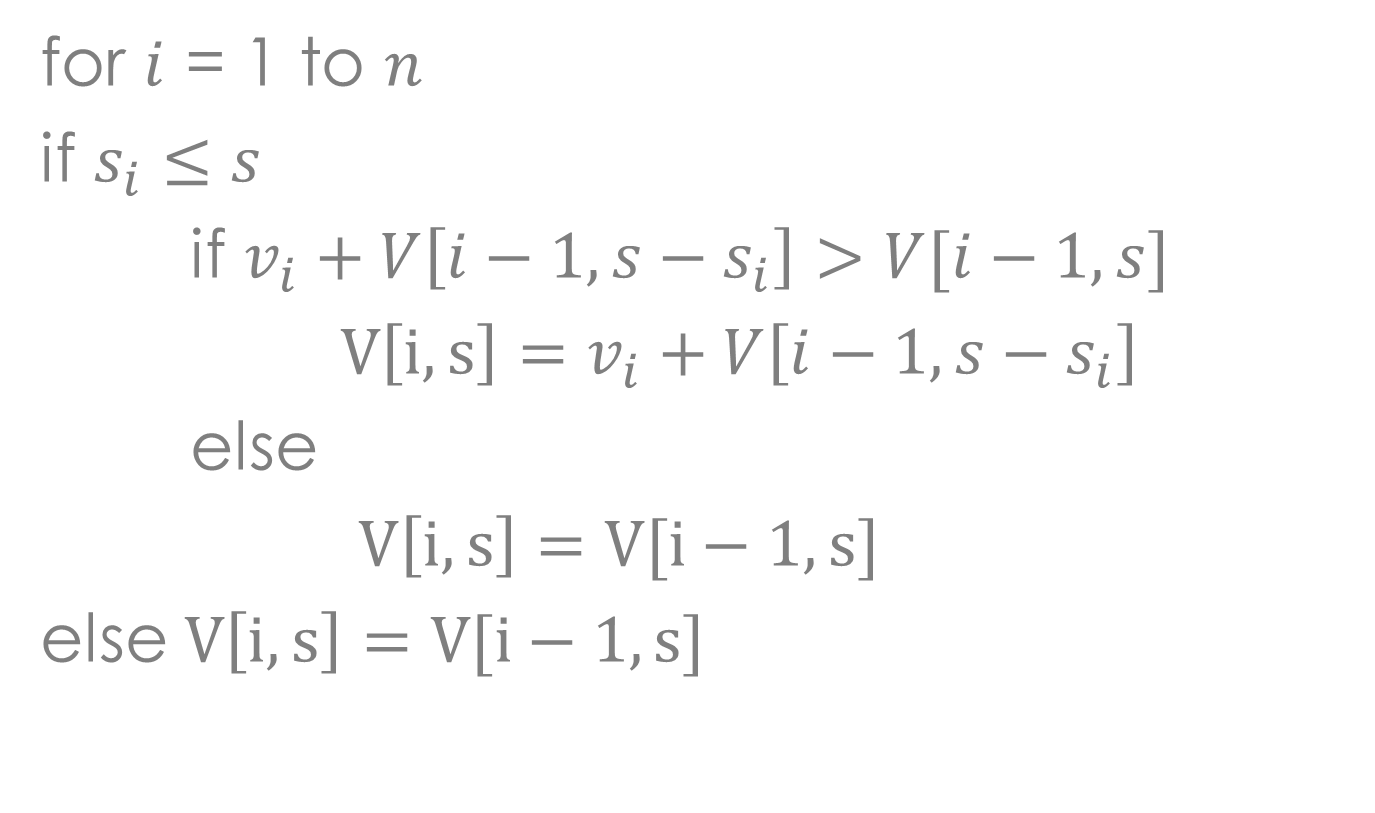 for i = 1 to n
if sᵢ ≤ s
if vᵢ + V[i − 1, s − sᵢ] > V[i − 1, s]
V[i, s] = vᵢ + V[i − 1, s − sᵢ]
else
V[i, s] = V[i − 1, s]
else V[i, s] = V[i − 1, s]